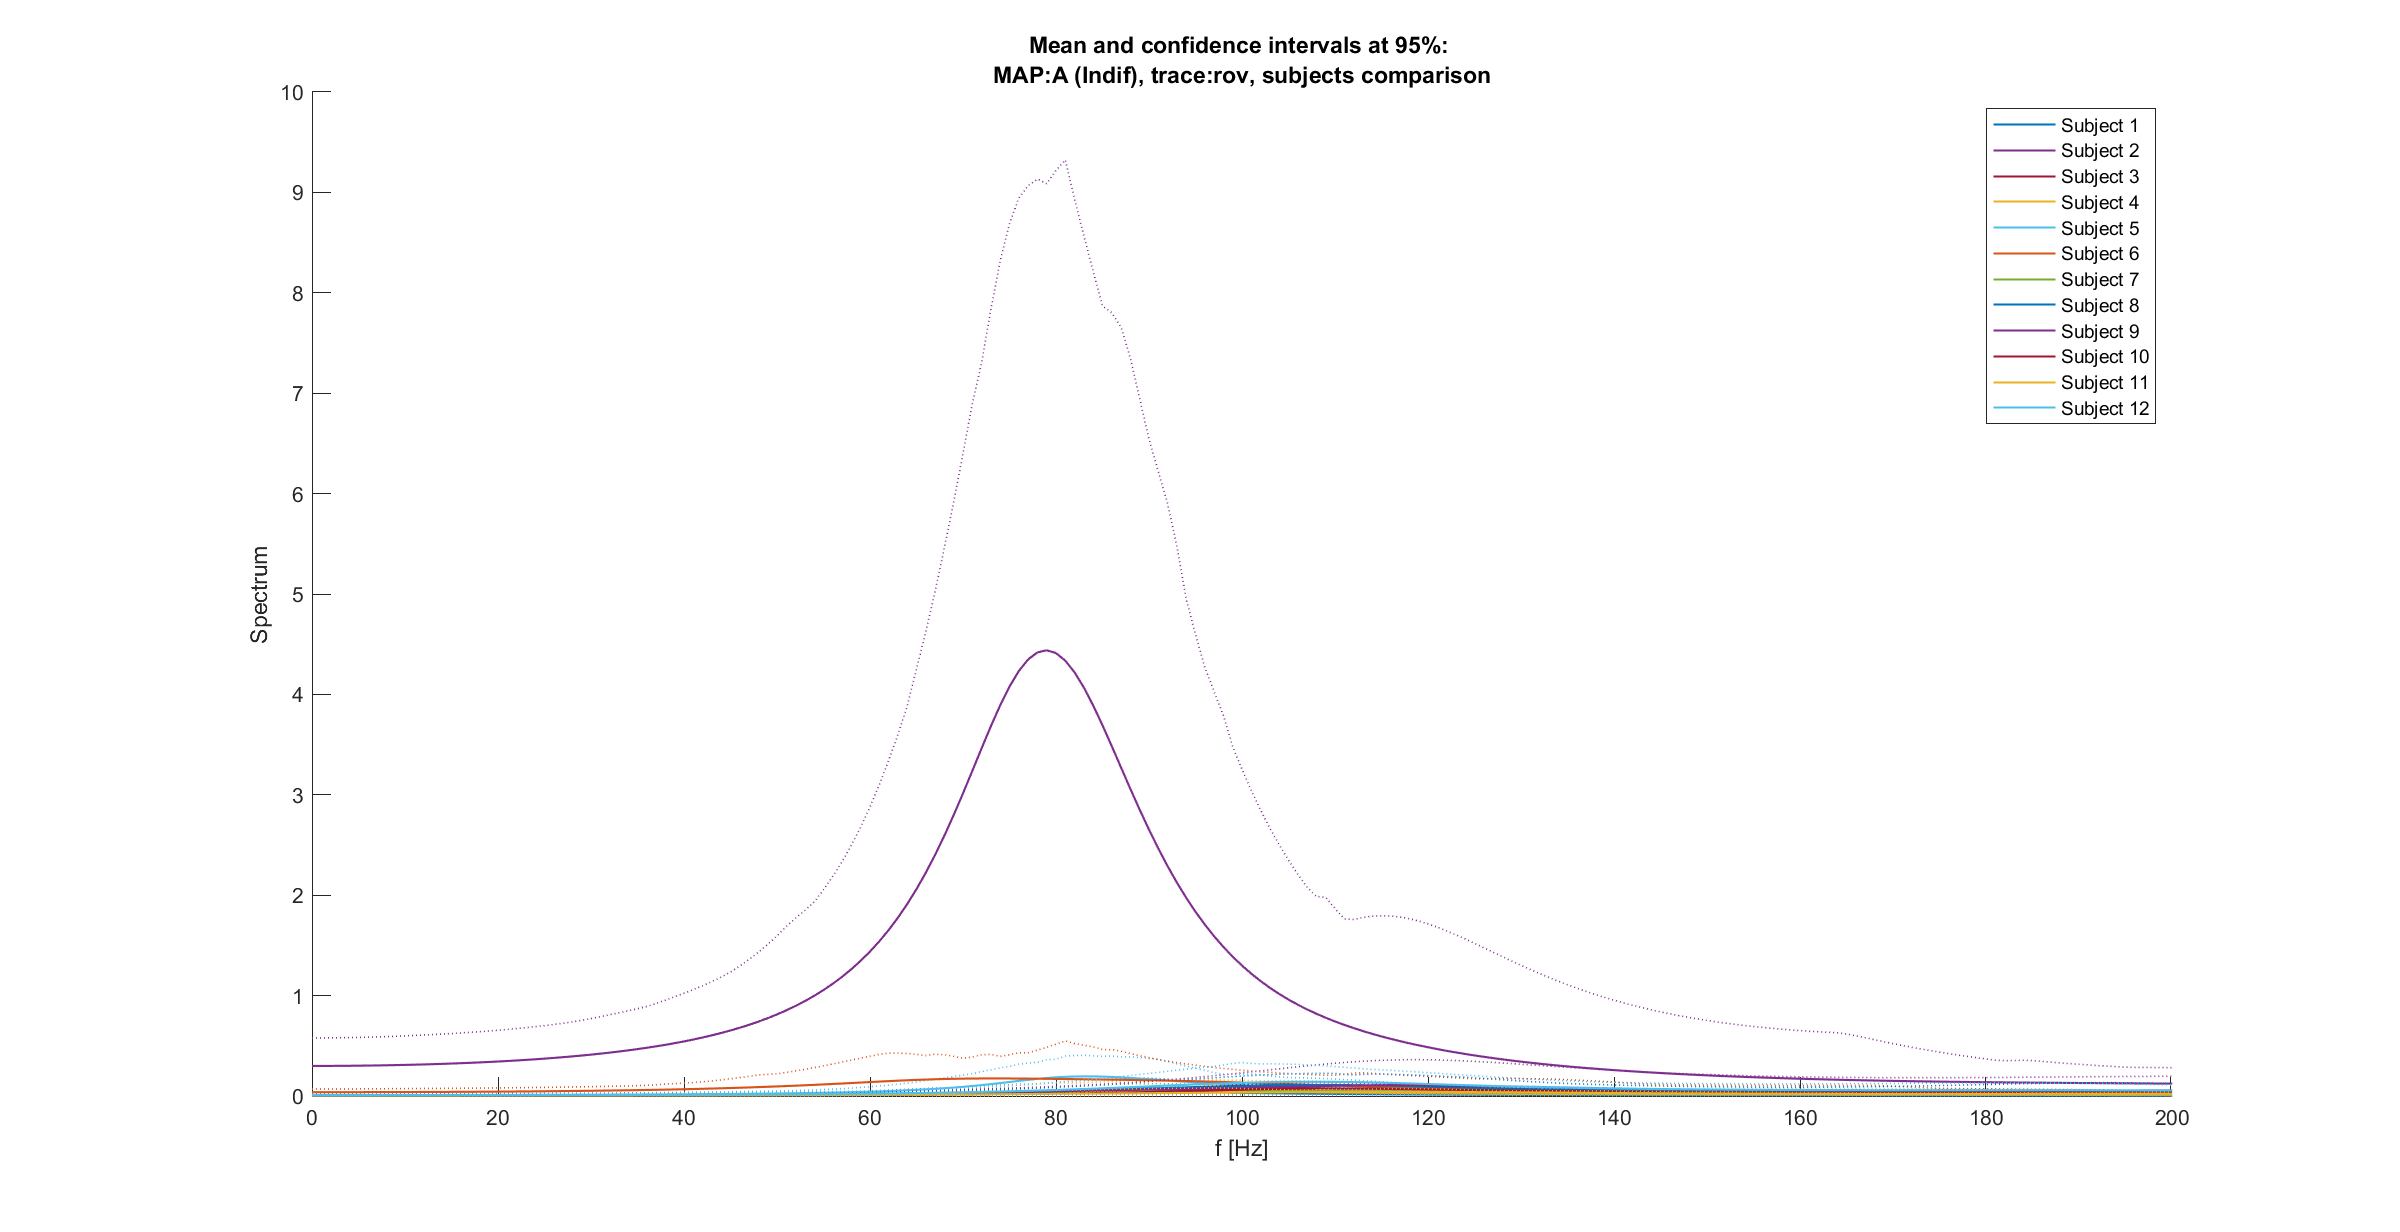 Mean and confidence intervals at 95%:
MAP:A (Indif), trace:rov, subjects comparison
10
9
8
7
6
5
4
3
2
1
0
Spectrum
Subject 1
Subject 2
Subject 3
Subject 4
Subject 5
Subject 6
Subject 7
Subject 8
Subject 9
Subject 10
Subject 11
Subject 12
0 20 40 60 80 100 120 140 160 180 200
f [Hz]